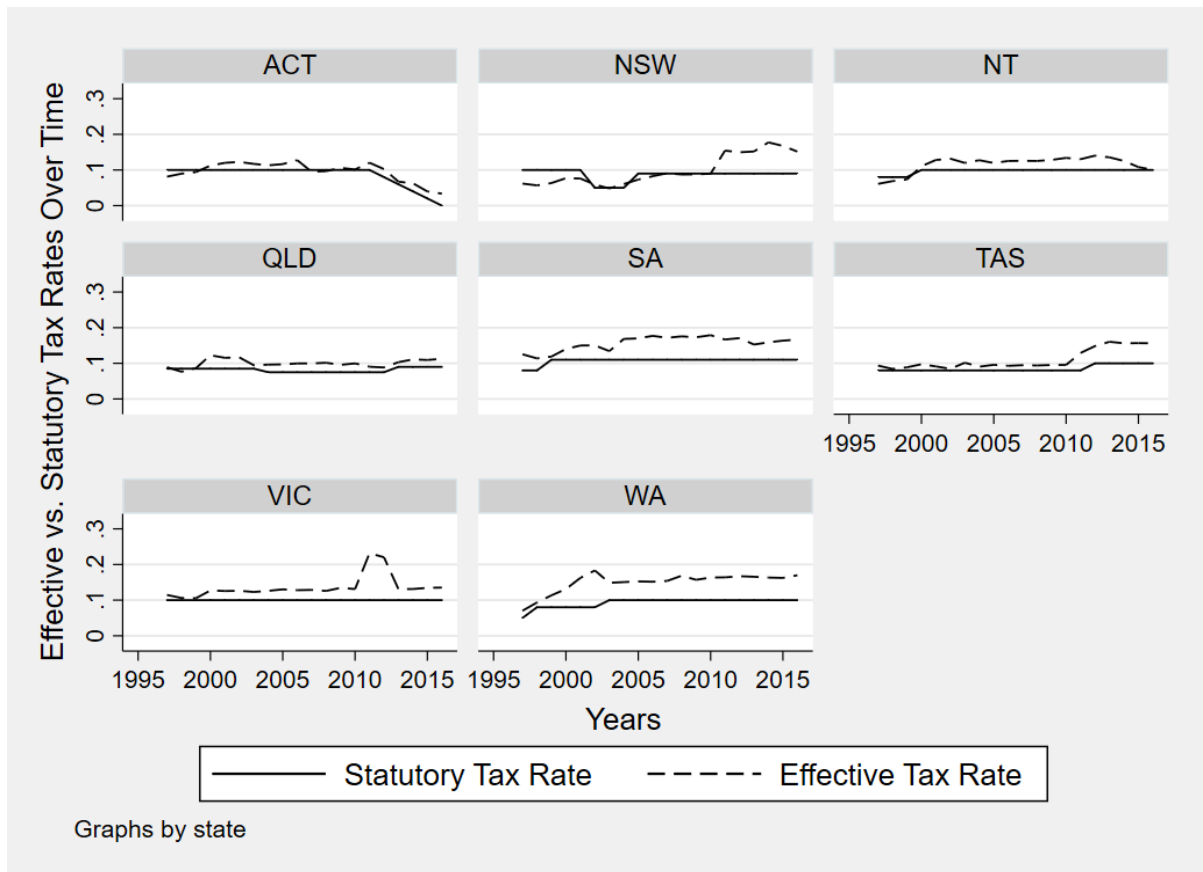 Effective vs. Statutory Tax Rates Over Time
ACT
NSW
NT
.3
.2
.1
0
QLD
SA
TAS
.3
.2
.1
0
1995 2000 2005 2010 2015
VIC
WA
.3
.2
.1
0
1995 2000 2005 2010 2015
1995 2000 2005 2010 2015
Years
Statutory Tax Rate
Effective Tax Rate
Graphs by state